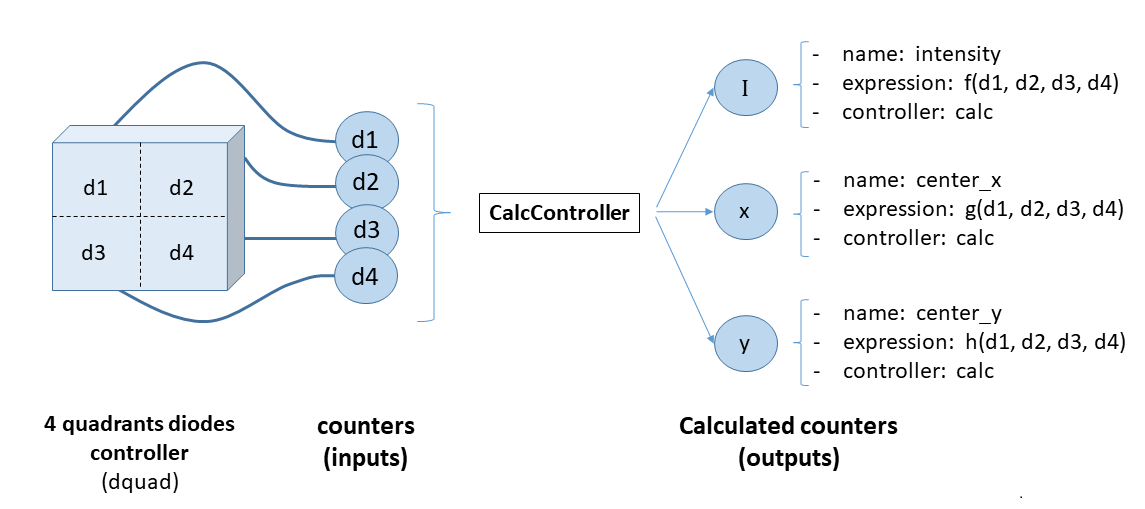 d1 d2
d3 d4
4 quadrants diodes
controller
(dquad)
d1
d2
d3
d4
counters
(inputs)
CalcController
I
- name: intensity
- expression: f(d1, d2, d3, d4)
- controller: calc
x
- name: center_x
- expression: g(d1, d2, d3, d4)
- controller: calc
y
- name: center_y
- expression: h(d1, d2, d3, d4)
- controller: calc
Calculated counters
(outputs)
.